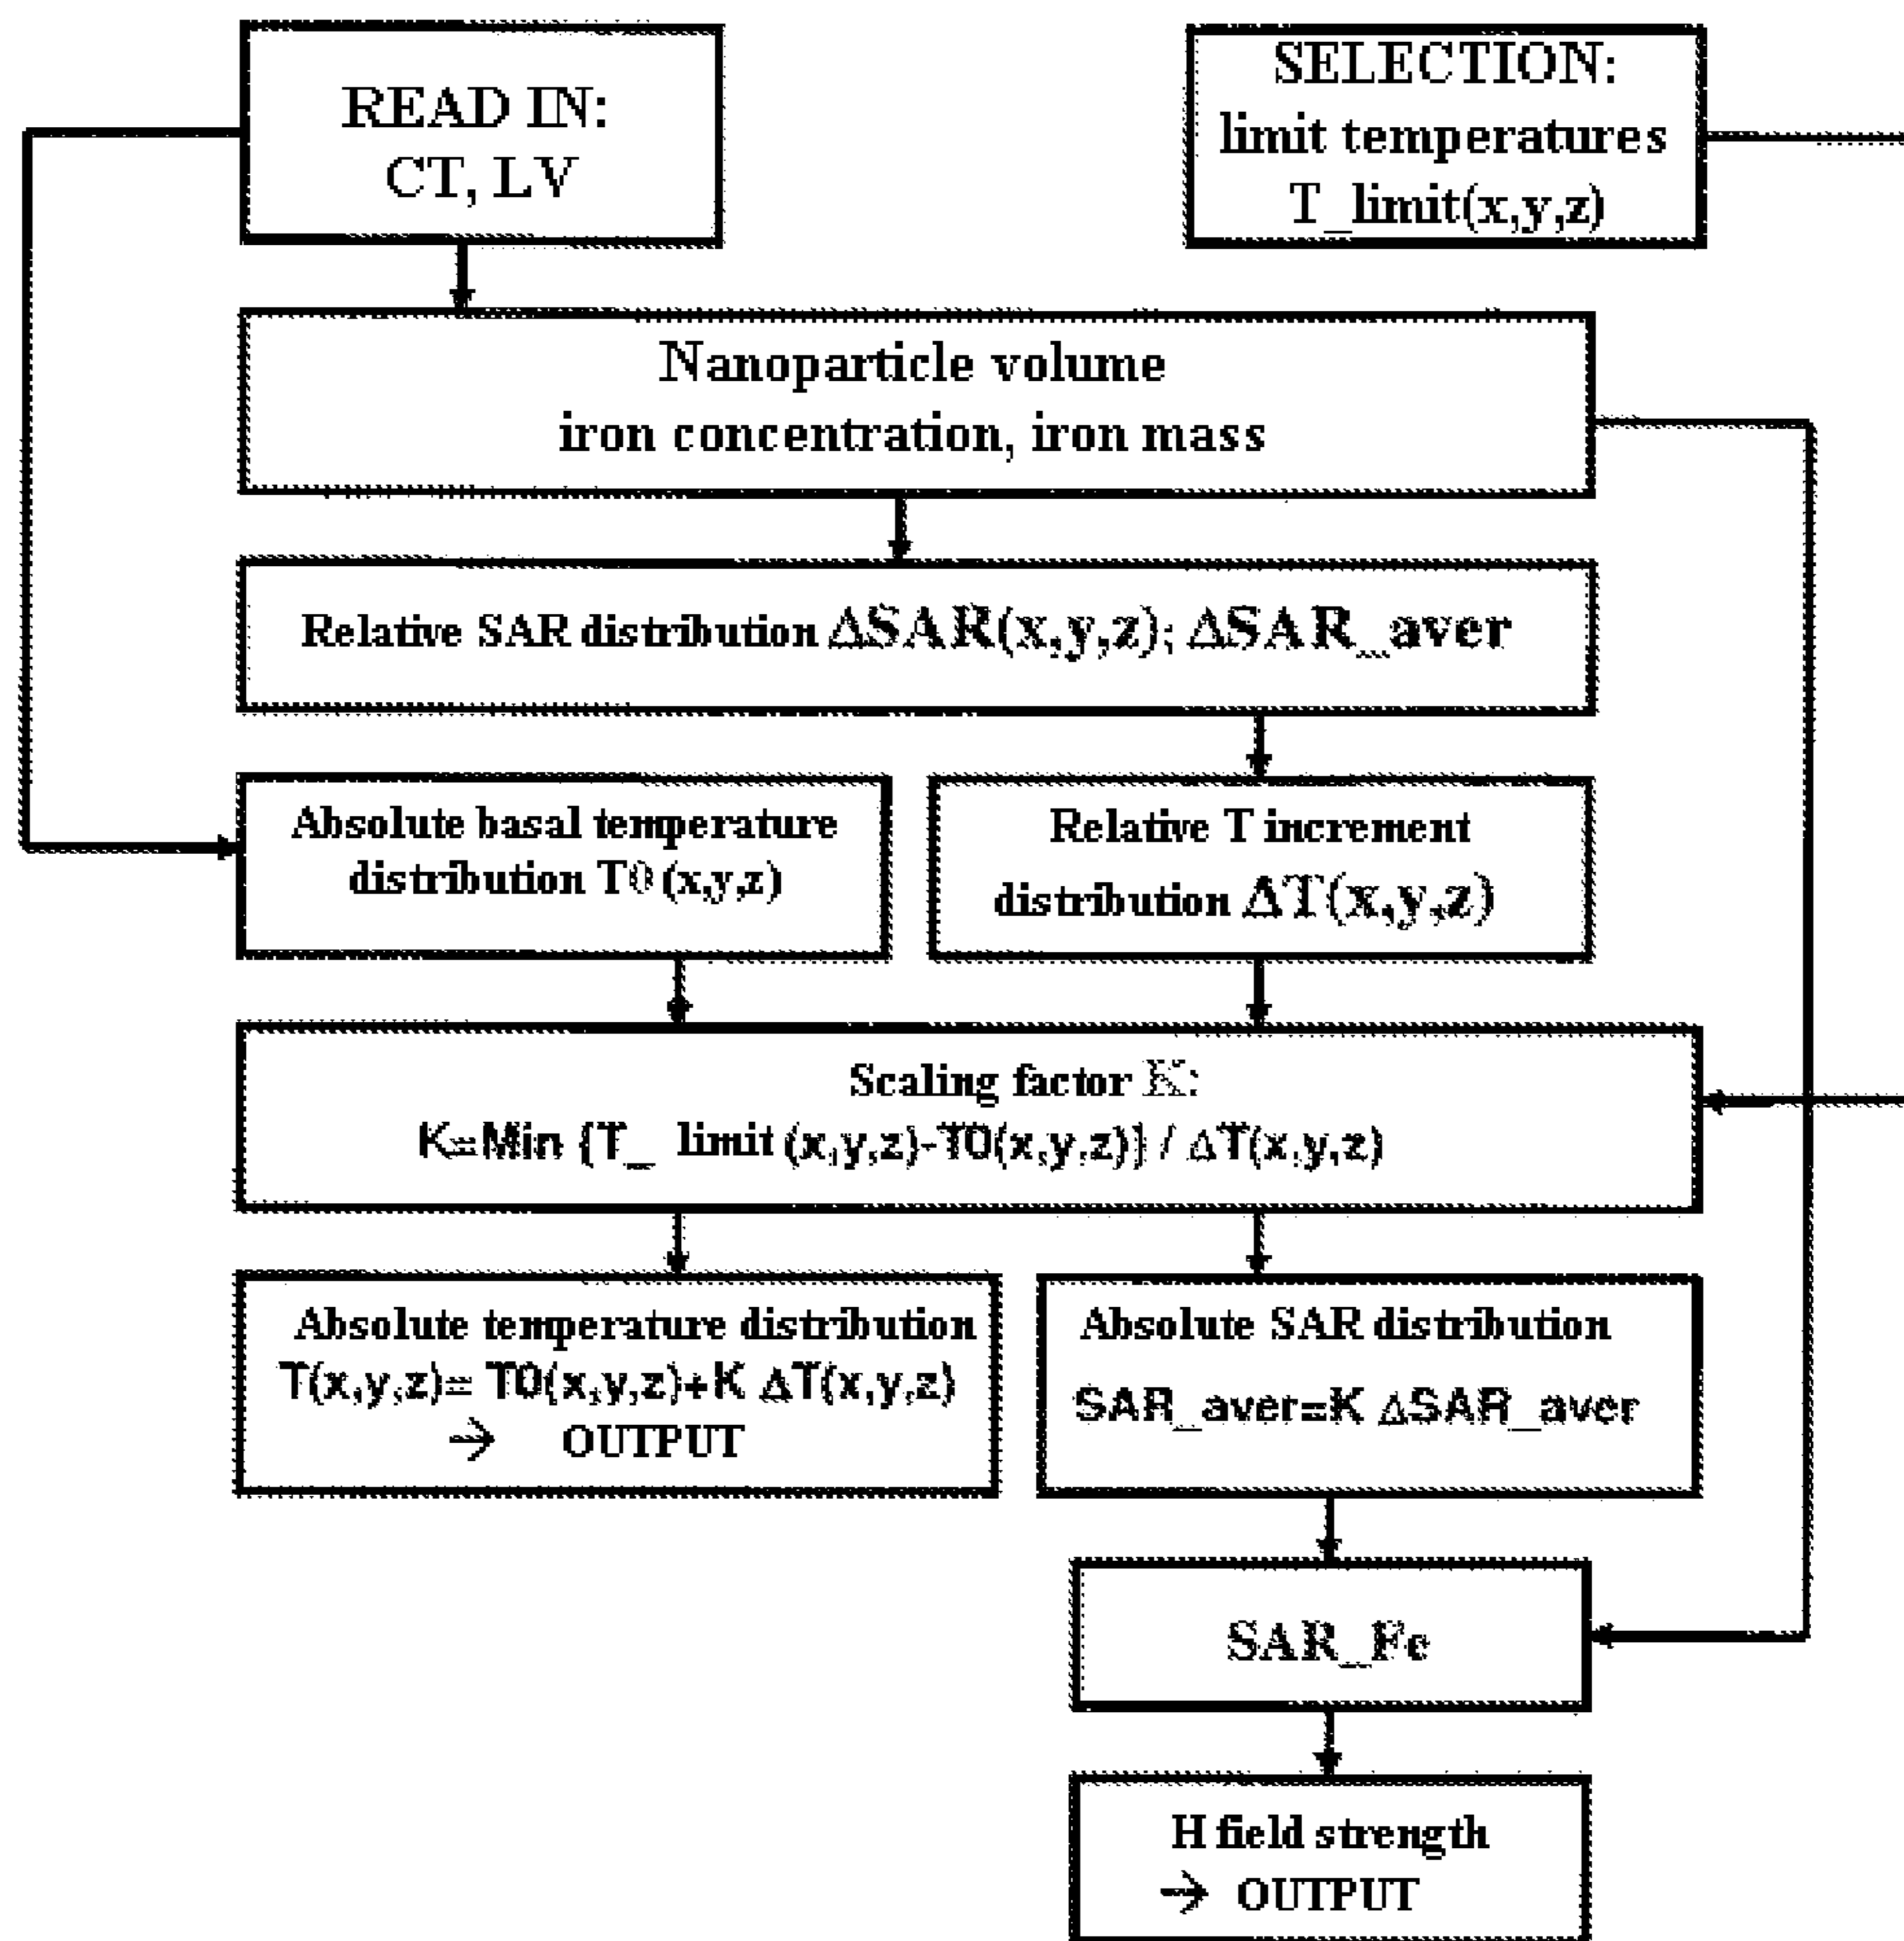 READ IN:
CT, LV
SELECTION:
limit temperatures
T_limit(x,y,z)
Nanoparticle volume
iron concentration, iron mass
Relative SAR distribution ΔSAR(x,y,z); ΔSAR_aver
Absolute basal temperature
distribution T0 (x,y,z)
Relative T increment
distribution ΔT(x,y,z)
Scaling factor K:
K=Min {T_ limit (x,y,z)-T0(x,y,z)} / ΔT(x,y,z)
Absolute temperature distribution
T(x,y,z)= T0(x,y,z)+K ΔT(x,y,z)
→ OUTPUT
Absolute SAR distribution
SAR_aver=K ΔSAR_aver
SAR_Fe
H field strength
→ OUTPUT